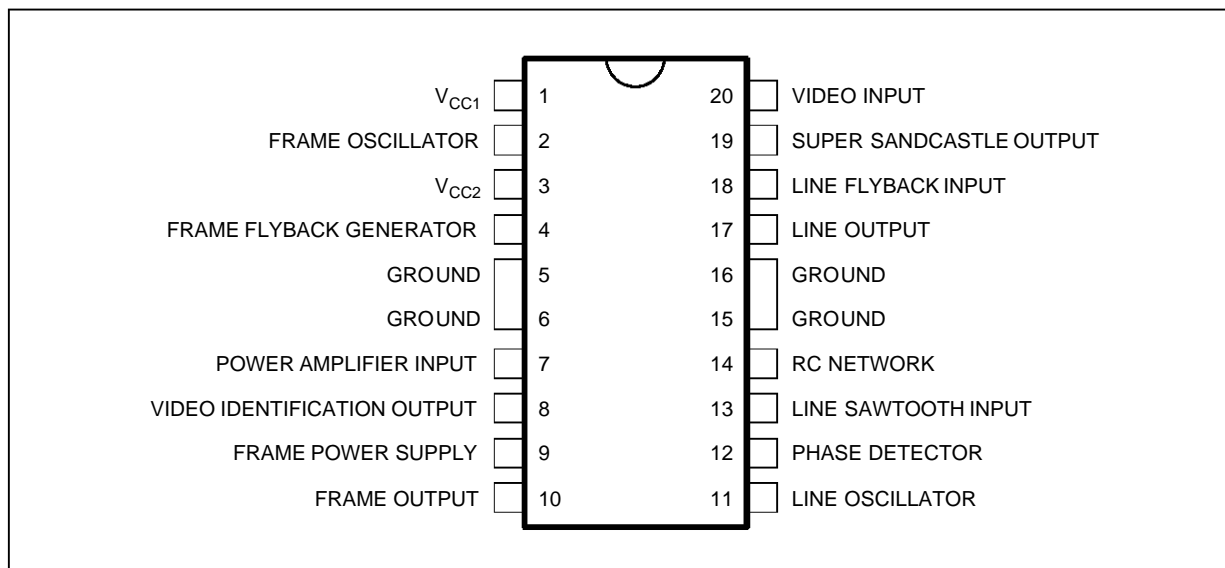 V_CC1 1 20 VIDEO INPUT
FRAME OSCILLATOR 2 19 SUPER SANDCASTLE OUTPUT
V_CC2 3 18 LINE FLYBACK INPUT
FRAME FLYBACK GENERATOR 4 17 LINE OUTPUT
GROUND 5 16 GROUND
GROUND 6 15 GROUND
POWER AMPLIFIER INPUT 7 14 RC NETWORK
VIDEO IDENTIFICATION OUTPUT 8 13 LINE SAWTOOTH INPUT
FRAME POWER SUPPLY 9 12 PHASE DETECTOR
FRAME OUTPUT 10 11 LINE OSCILLATOR